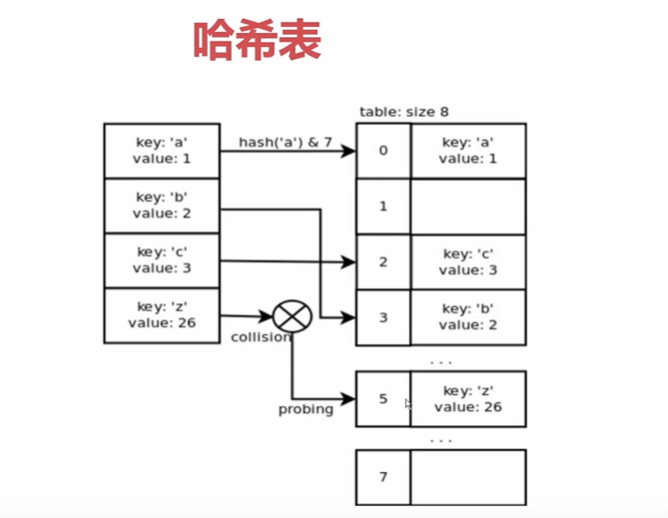 哈希表
table: size 8
key: 'a'
value: 1
hash('a') & 7
0
key: 'a'
value: 1
key: 'b'
value: 2
1
key: 'c'
value: 3
2
key: 'c'
value: 3
key: 'z'
value: 26
collision
3
key: 'b'
value: 2
...
probing
5
key: 'z'
value: 26
...
7